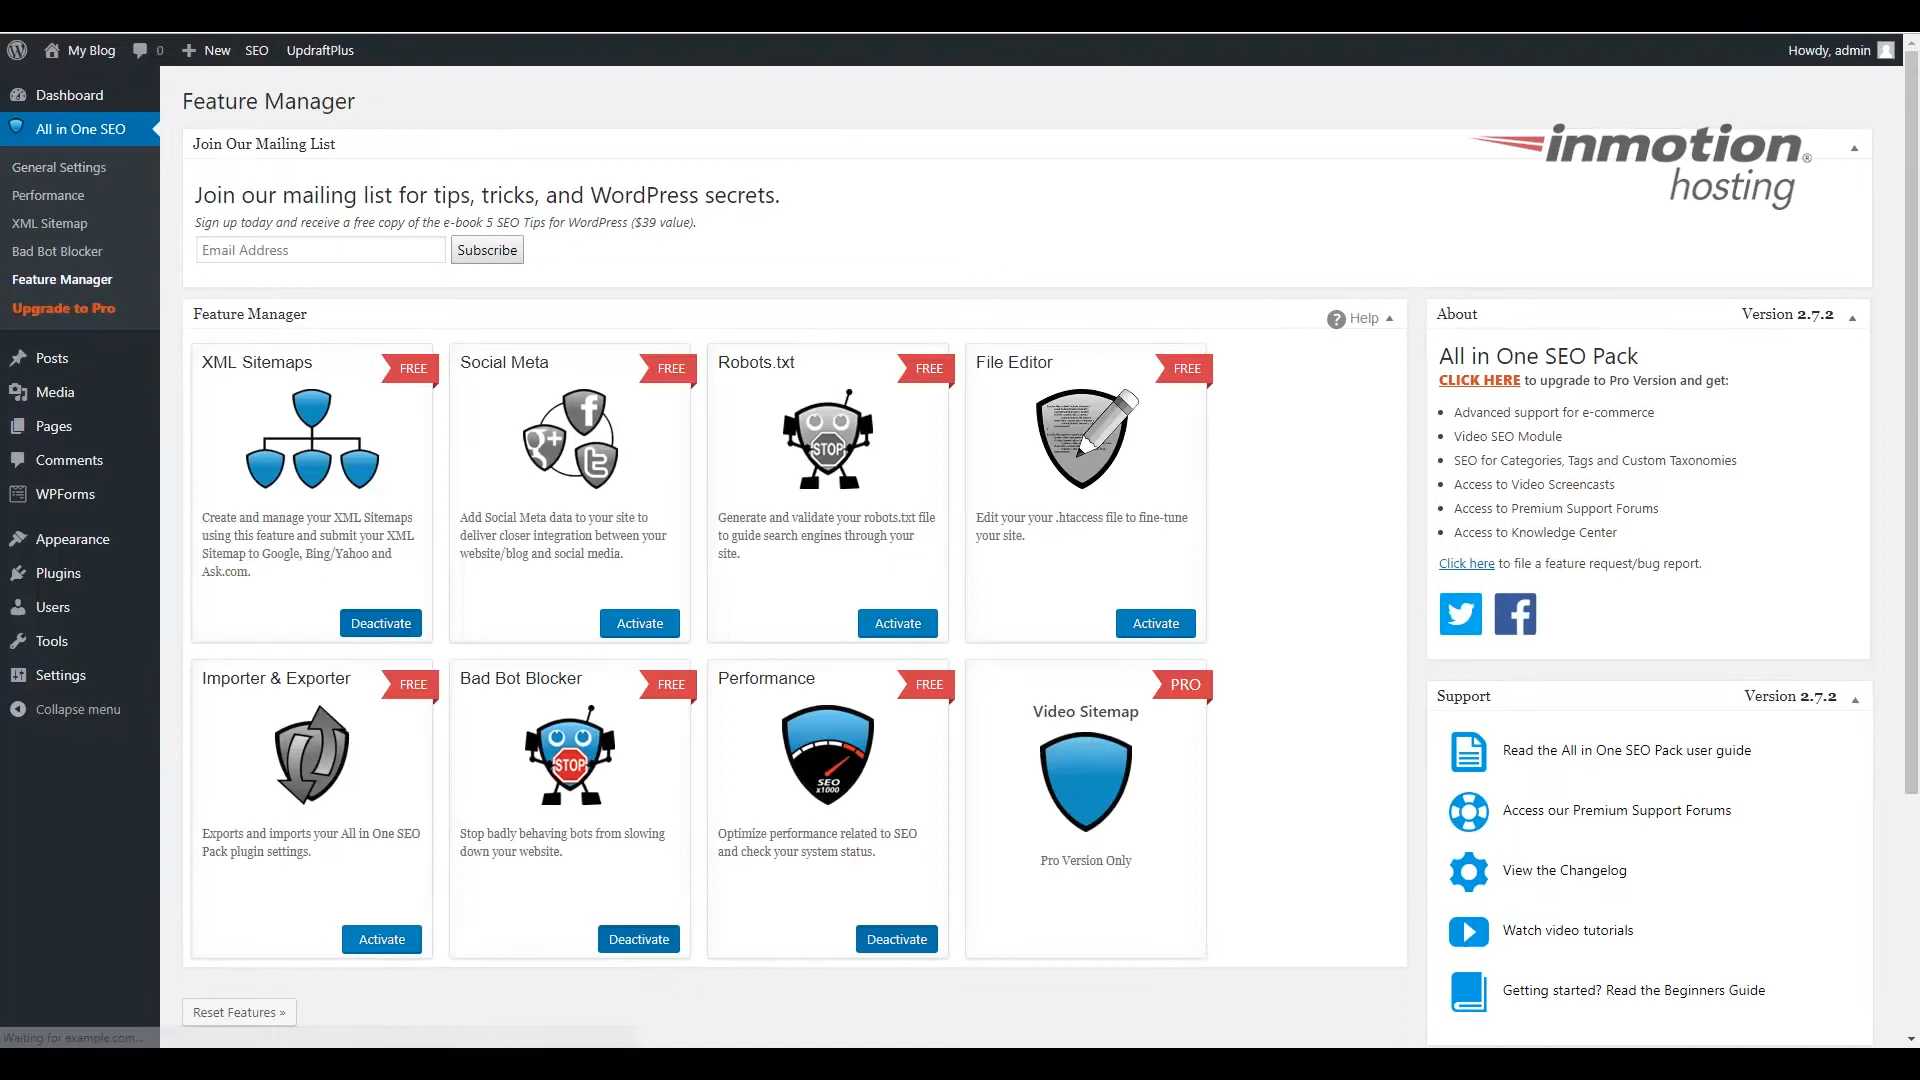 My Blog 0 New SEO UpdraftPlus Howdy, admin
Dashboard
All in One SEO
General Settings
Performance
XML Sitemap
Bad Bot Blocker
Feature Manager
Upgrade to Pro
Posts
Media
Pages
Comments
WPForms
Appearance
Plugins
Users
Tools
Settings
Collapse menu
Waiting for example.com...
Feature Manager
Join Our Mailing List
inmotion®
hosting
Join our mailing list for tips, tricks, and WordPress secrets.
Sign up today and receive a free copy of the e-book 5 SEO Tips for WordPress ($39 value).
Email Address Subscribe
Feature Manager ? Help
XML Sitemaps FREE
Create and manage your XML Sitemaps
using this feature and submit your XML
Sitemap to Google, Bing/Yahoo and
Ask.com.
Deactivate
Social Meta FREE
f
g+
t
Add Social Meta data to your site to
deliver closer integration between your
website/blog and social media.
Activate
Robots.txt FREE
STOP
Generate and validate your robots.txt file
to guide search engines through your
site.
Activate
File Editor FREE
Edit your your .htaccess file to fine-tune
your site.
Activate
Importer & Exporter FREE
Exports and imports your All in One SEO
Pack plugin settings.
Activate
Bad Bot Blocker FREE
STOP
Stop badly behaving bots from slowing
down your website.
Deactivate
Performance FREE
SEO
x1000
Optimize performance related to SEO
and check your system status.
Deactivate
PRO
Video Sitemap
Pro Version Only
Reset Features »
About Version 2.7.2
All in One SEO Pack
CLICK HERE to upgrade to Pro Version and get:
• Advanced support for e-commerce
• Video SEO Module
• SEO for Categories, Tags and Custom Taxonomies
• Access to Video Screencasts
• Access to Premium Support Forums
• Access to Knowledge Center
Click here to file a feature request/bug report.
f
Support Version 2.7.2
Read the All in One SEO Pack user guide
Access our Premium Support Forums
View the Changelog
Watch video tutorials
Getting started? Read the Beginners Guide